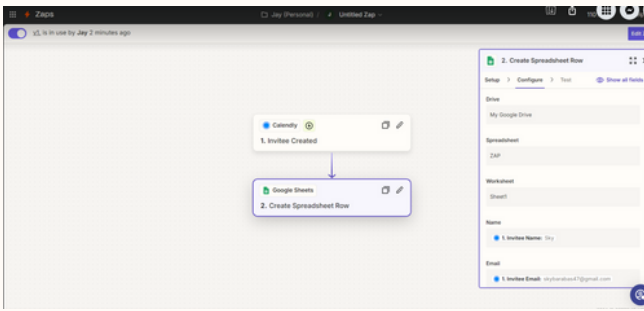 Zaps
Jay (Personal) / Untitled Zap
v1, is in use by Jay 2 minutes ago
Edit
2. Create Spreadsheet Row
Setup > Configure > Test
Show all fields
Drive
My Google Drive
Spreadsheet
ZAP
Worksheet
Sheet1
Name
1. Invitee Name: Sky
Email
1. Invitee Email:
Calendly
1. Invitee Created
Google Sheets
2. Create Spreadsheet Row